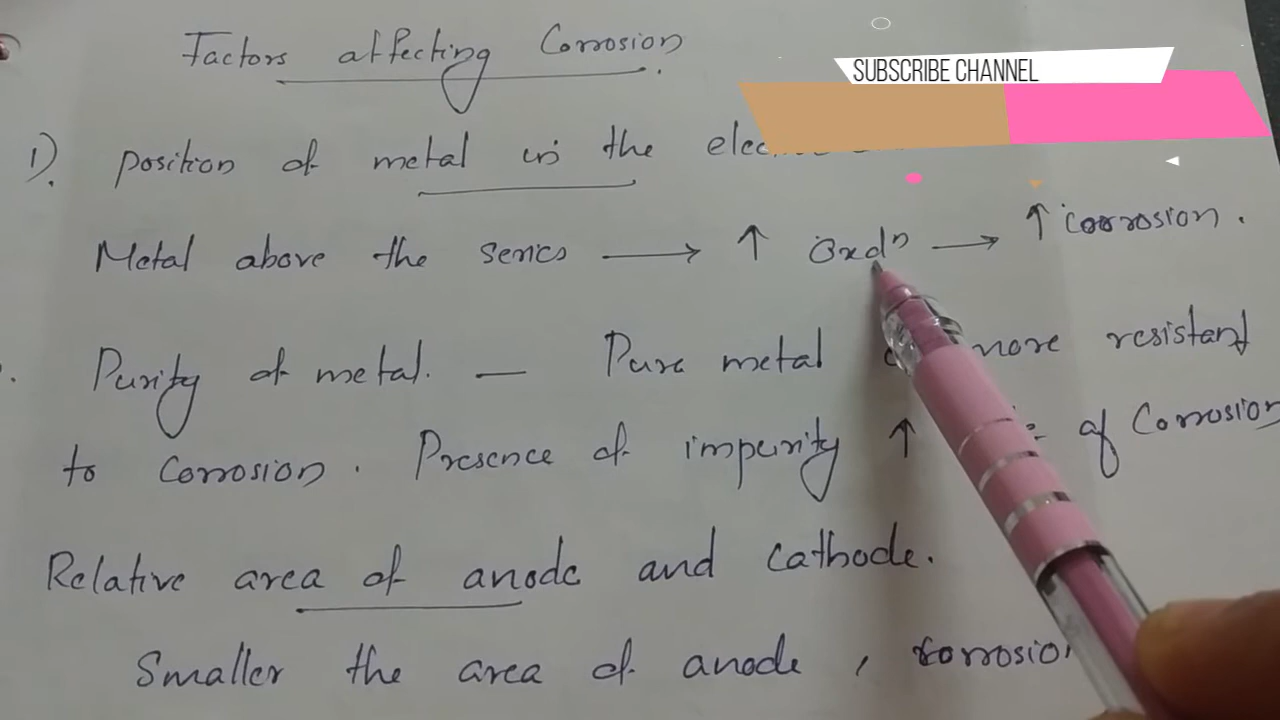 Factors affecting Corrosion
SUBSCRIBE CHANNEL
1). position of metal in the
Metal above the series → ↑ Oxdⁿ → ↑ corrosion.
Purity of metal. — Pure metal more resistant
to corrosion. Presence of impurity ↑ of Corrosion
Relative area of anode and cathode.
Smaller the area of anode, corrosion